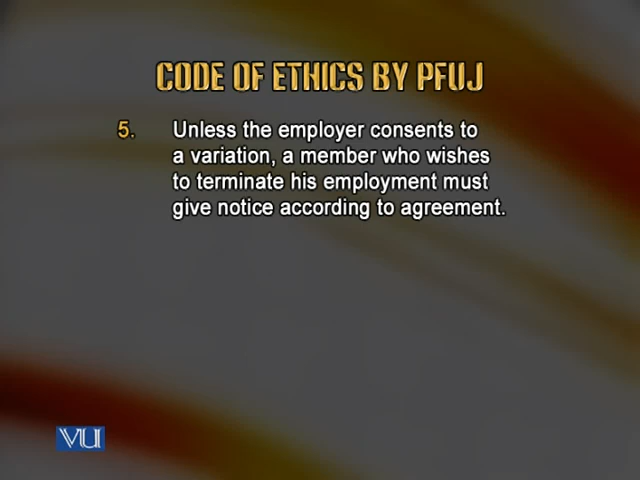 CODE OF ETHICS BY PFUJ
5. Unless the employer consents to
a variation, a member who wishes
to terminate his employment must
give notice according to agreement.
VU